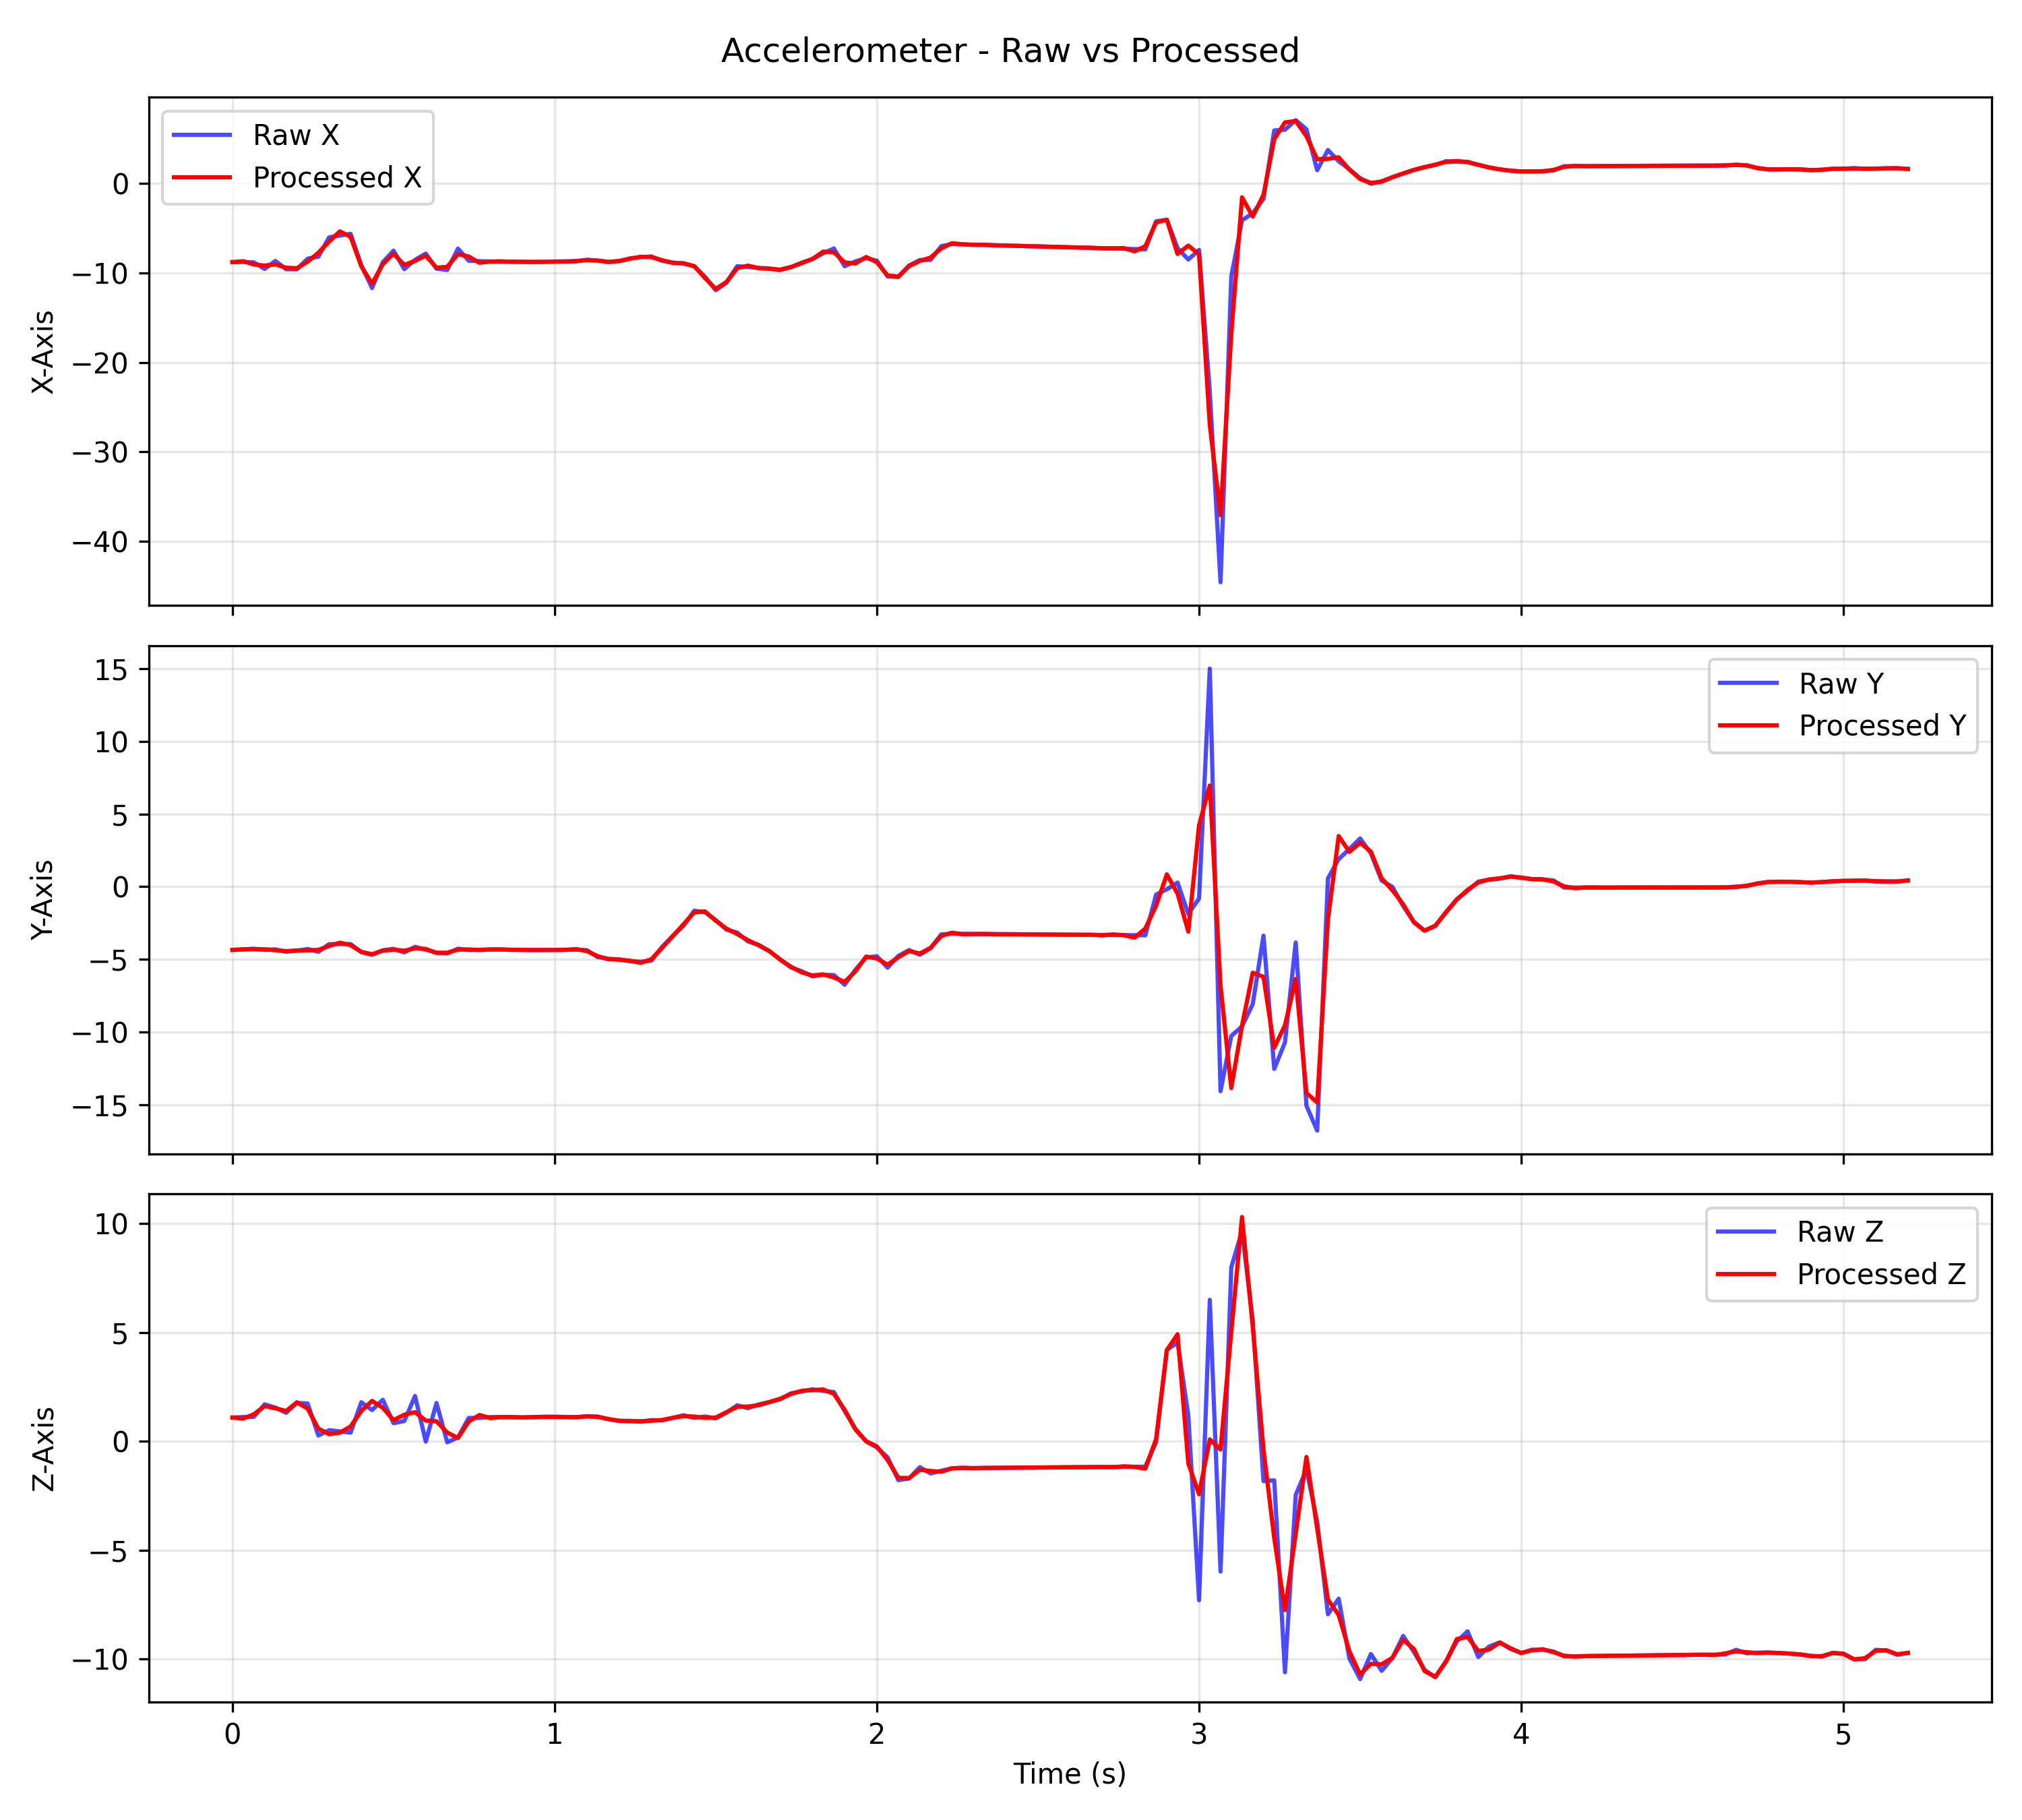 Accelerometer - Raw vs Processed
Raw X
Processed X
0
−10
−20
−30
−40
X-Axis
Raw Y
Processed Y
15
10
5
0
−5
−10
−15
Y-Axis
Raw Z
Processed Z
10
5
0
−5
−10
Z-Axis
0 1 2 3 4 5
Time (s)